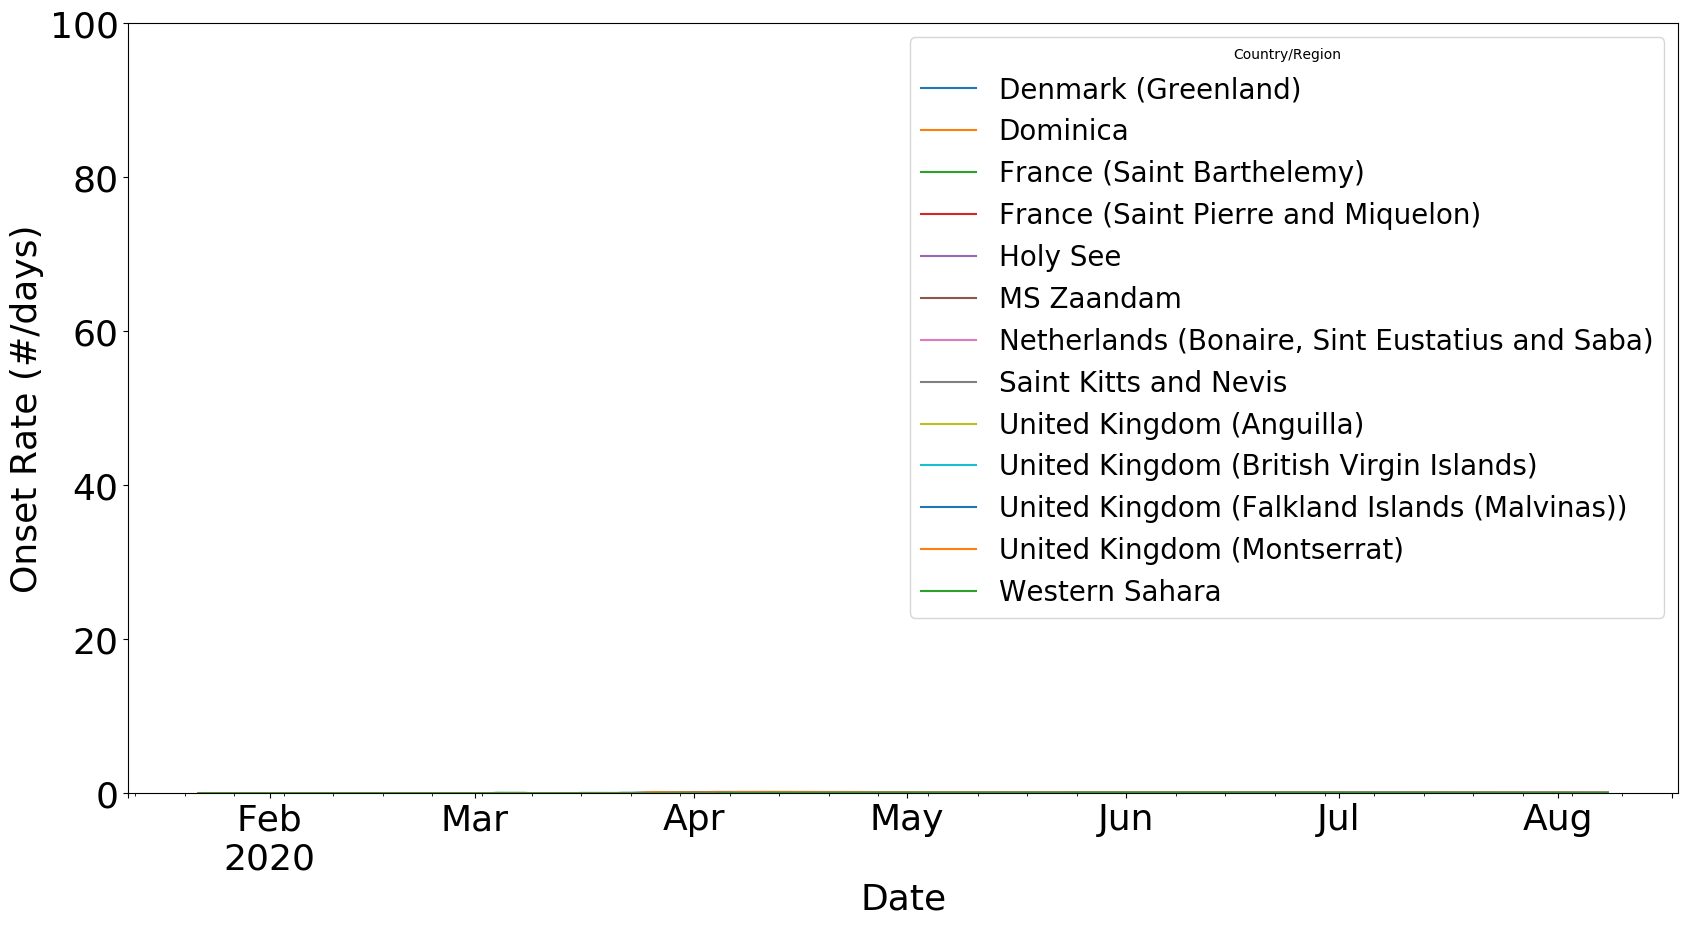 100
80
60
40
20
0
Onset Rate (#/days)
Country/Region
Denmark (Greenland)
Dominica
France (Saint Barthelemy)
France (Saint Pierre and Miquelon)
Holy See
MS Zaandam
Netherlands (Bonaire, Sint Eustatius and Saba)
Saint Kitts and Nevis
United Kingdom (Anguilla)
United Kingdom (British Virgin Islands)
United Kingdom (Falkland Islands (Malvinas))
United Kingdom (Montserrat)
Western Sahara
Feb Mar Apr May Jun Jul Aug
2020
Date